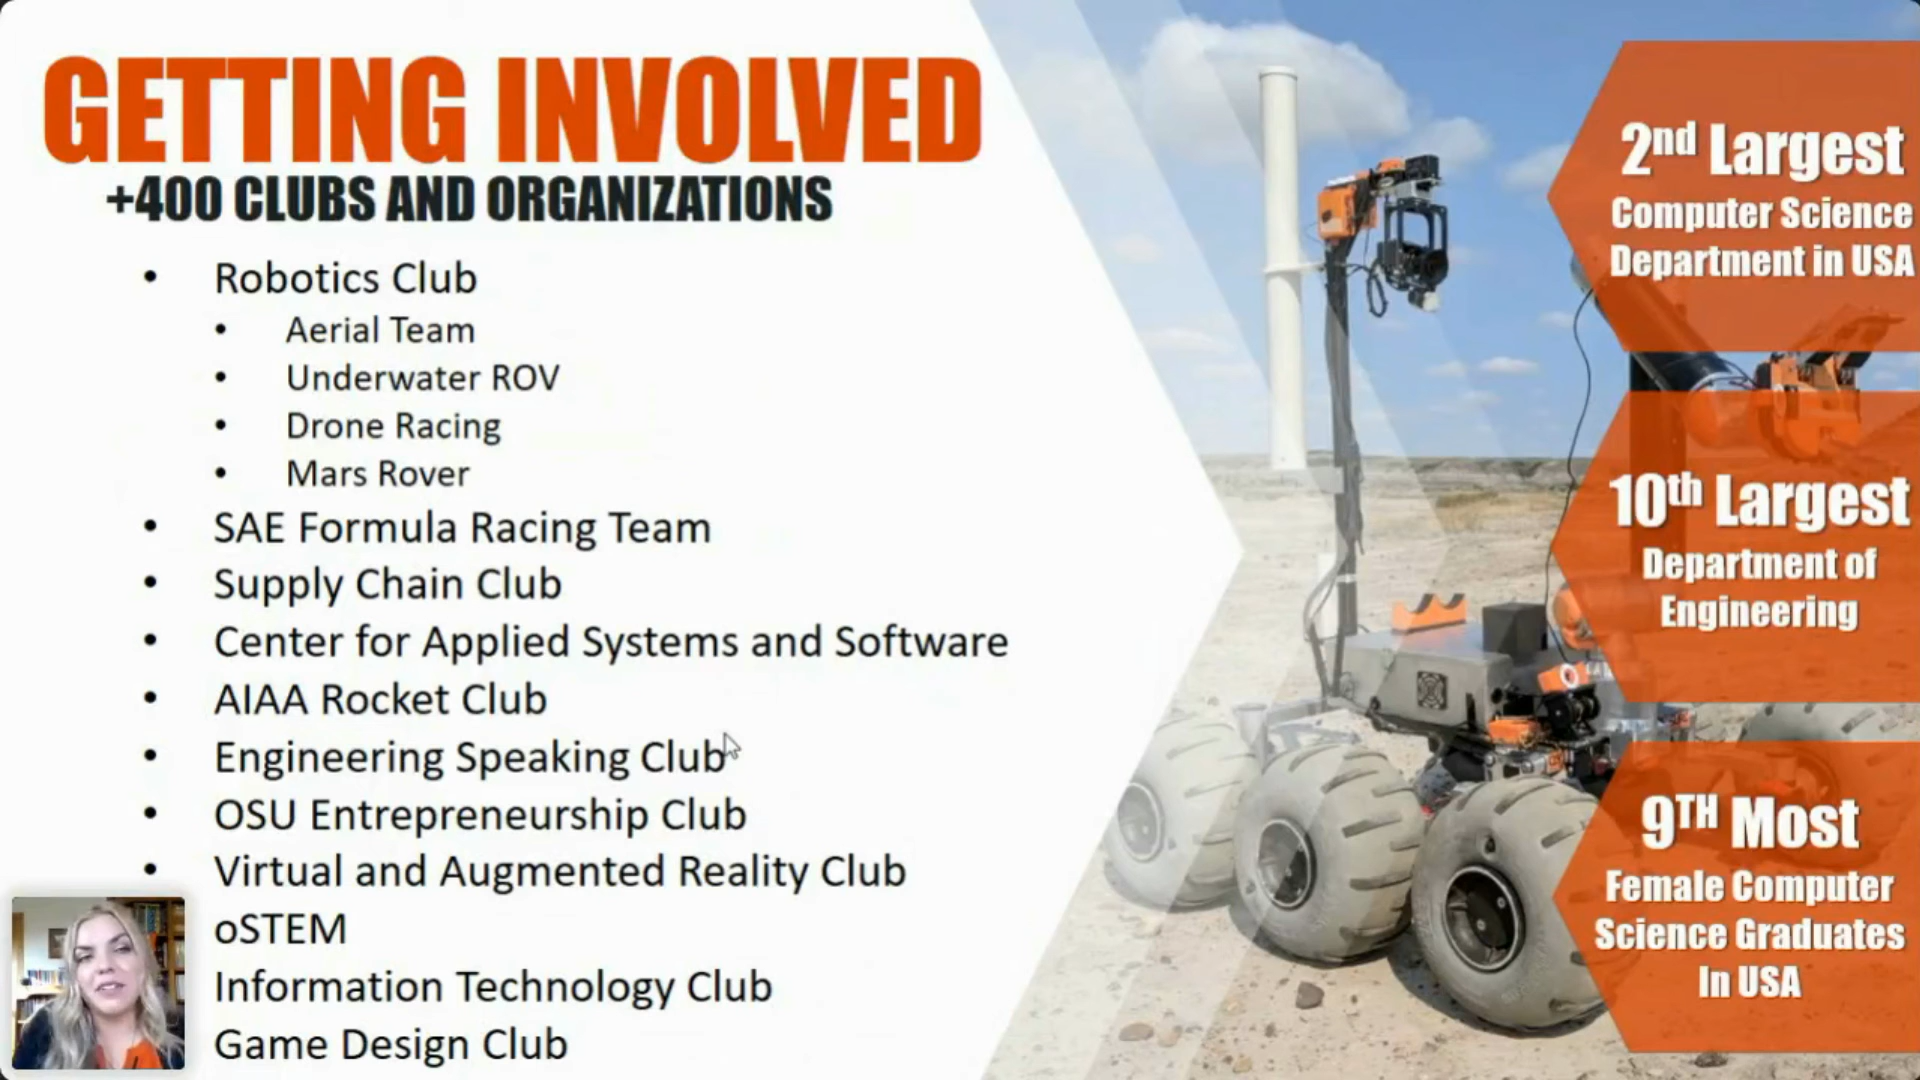 GETTING INVOLVED
+400 CLUBS AND ORGANIZATIONS
• Robotics Club
• Aerial Team
• Underwater ROV
• Drone Racing
• Mars Rover
• SAE Formula Racing Team
• Supply Chain Club
• Center for Applied Systems and Software
• AIAA Rocket Club
• Engineering Speaking Club
• OSU Entrepreneurship Club
• Virtual and Augmented Reality Club
oSTEM
Information Technology Club
Game Design Club
2nd Largest
Computer Science
Department in USA
10th Largest
Department of
Engineering
9TH Most
Female Computer
Science Graduates
In USA